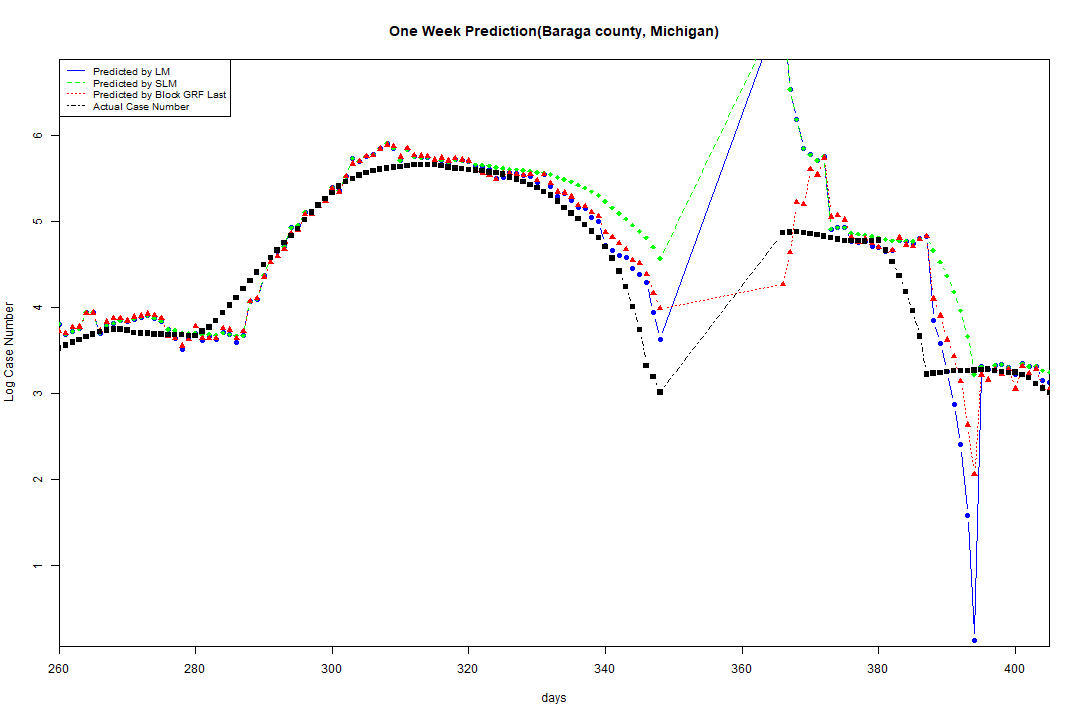 One Week Prediction(Baraga county, Michigan)
Predicted by LM
Predicted by SLM
Predicted by Block GRF Last
Actual Case Number
Log Case Number
6
5
4
3
2
1
260 280 300 320 340 360 380 400
days